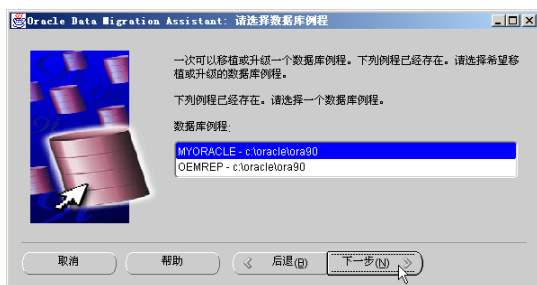 Oracle Data Migration Assistant: 请选择数据库例程
一次可以移植或升级一个数据库例程。下列例程已经存在。请选择希望移
植或升级的数据库例程。
下列例程已经存在。请选择一个数据库例程。
数据库例程:
MYORACLE - c:\oracle\ora90
OEMREP - c:\oracle\ora90
取消 帮助 后退(B) 下一步(N)